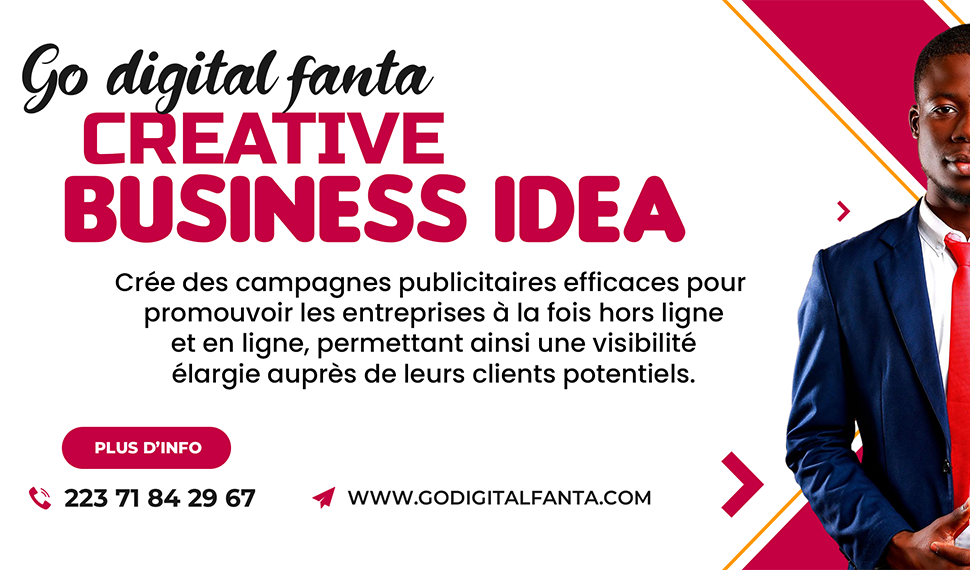 Go digital fanta
CREATIVE
BUSINESS IDEA
Crée des campagnes publicitaires efficaces pour
promouvoir les entreprises à la fois hors ligne
et en ligne, permettant ainsi une visibilité
élargie auprès de leurs clients potentiels.
PLUS D’INFO
223 71 84 29 67
WWW.GODIGITALFANTA.COM